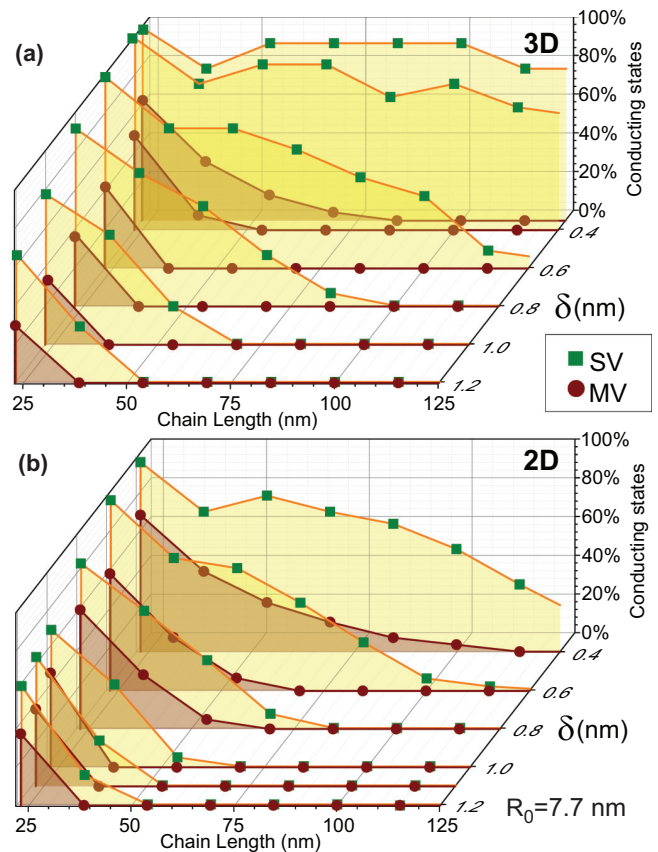 (a)
3D
100%
80%
60%
40%
20%
0%
Conducting states
0.4
0.6
0.8
1.0
1.2
δ(nm)
25 50 75 100 125
Chain Length (nm)
SV
MV
(b)
2D
100%
80%
60%
40%
20%
0%
Conducting states
0.4
0.6
0.8
1.0
1.2
δ(nm)
R0=7.7 nm
25 50 75 100 125
Chain Length (nm)